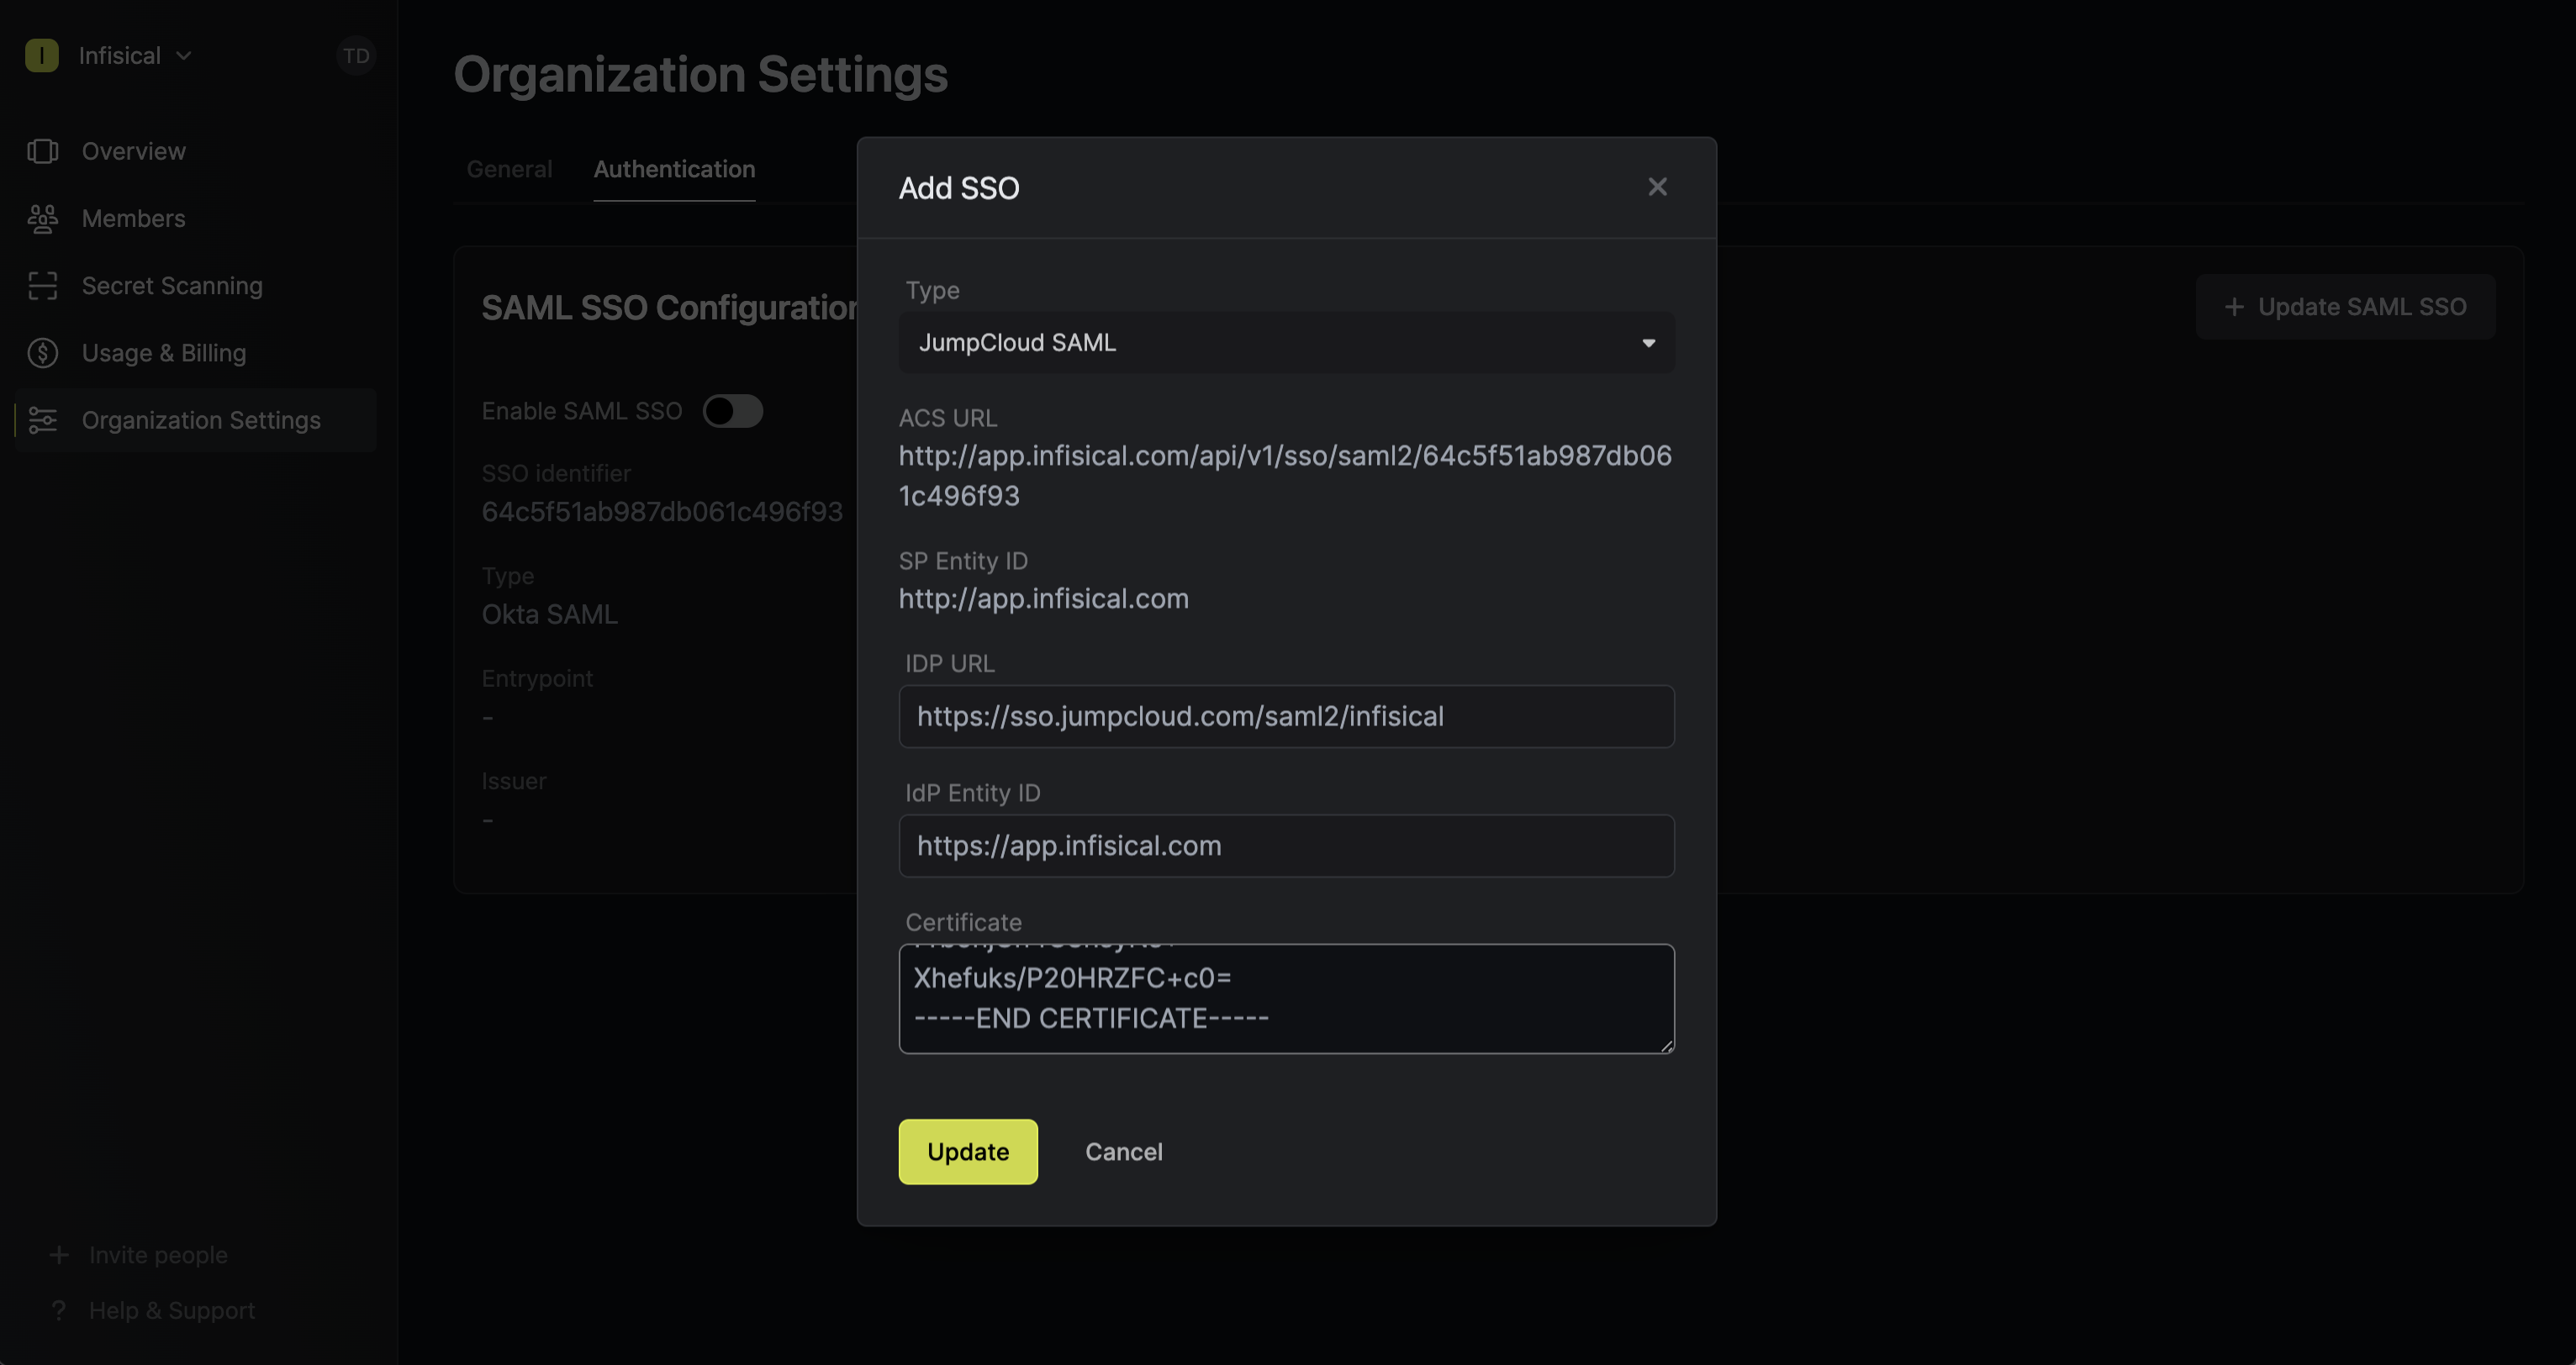 I Infisical TD
Overview
Members
Secret Scanning
Usage & Billing
Organization Settings
Invite people
Help & Support
Organization Settings
General Authentication
SAML SSO Configuration
Update SAML SSO
Enable SAML SSO
SSO identifier
64c5f51ab987db061c496f93
Type
Okta SAML
Entrypoint
-
Issuer
-
Add SSO
Type
JumpCloud SAML
ACS URL
http://app.infisical.com/api/v1/sso/saml2/64c5f51ab987db06
1c496f93
SP Entity ID
http://app.infisical.com
IDP URL
https://sso.jumpcloud.com/saml2/infisical
IdP Entity ID
https://app.infisical.com
Certificate
Xhefuks/P20HRZFC+c0=
-----END CERTIFICATE-----
Update Cancel